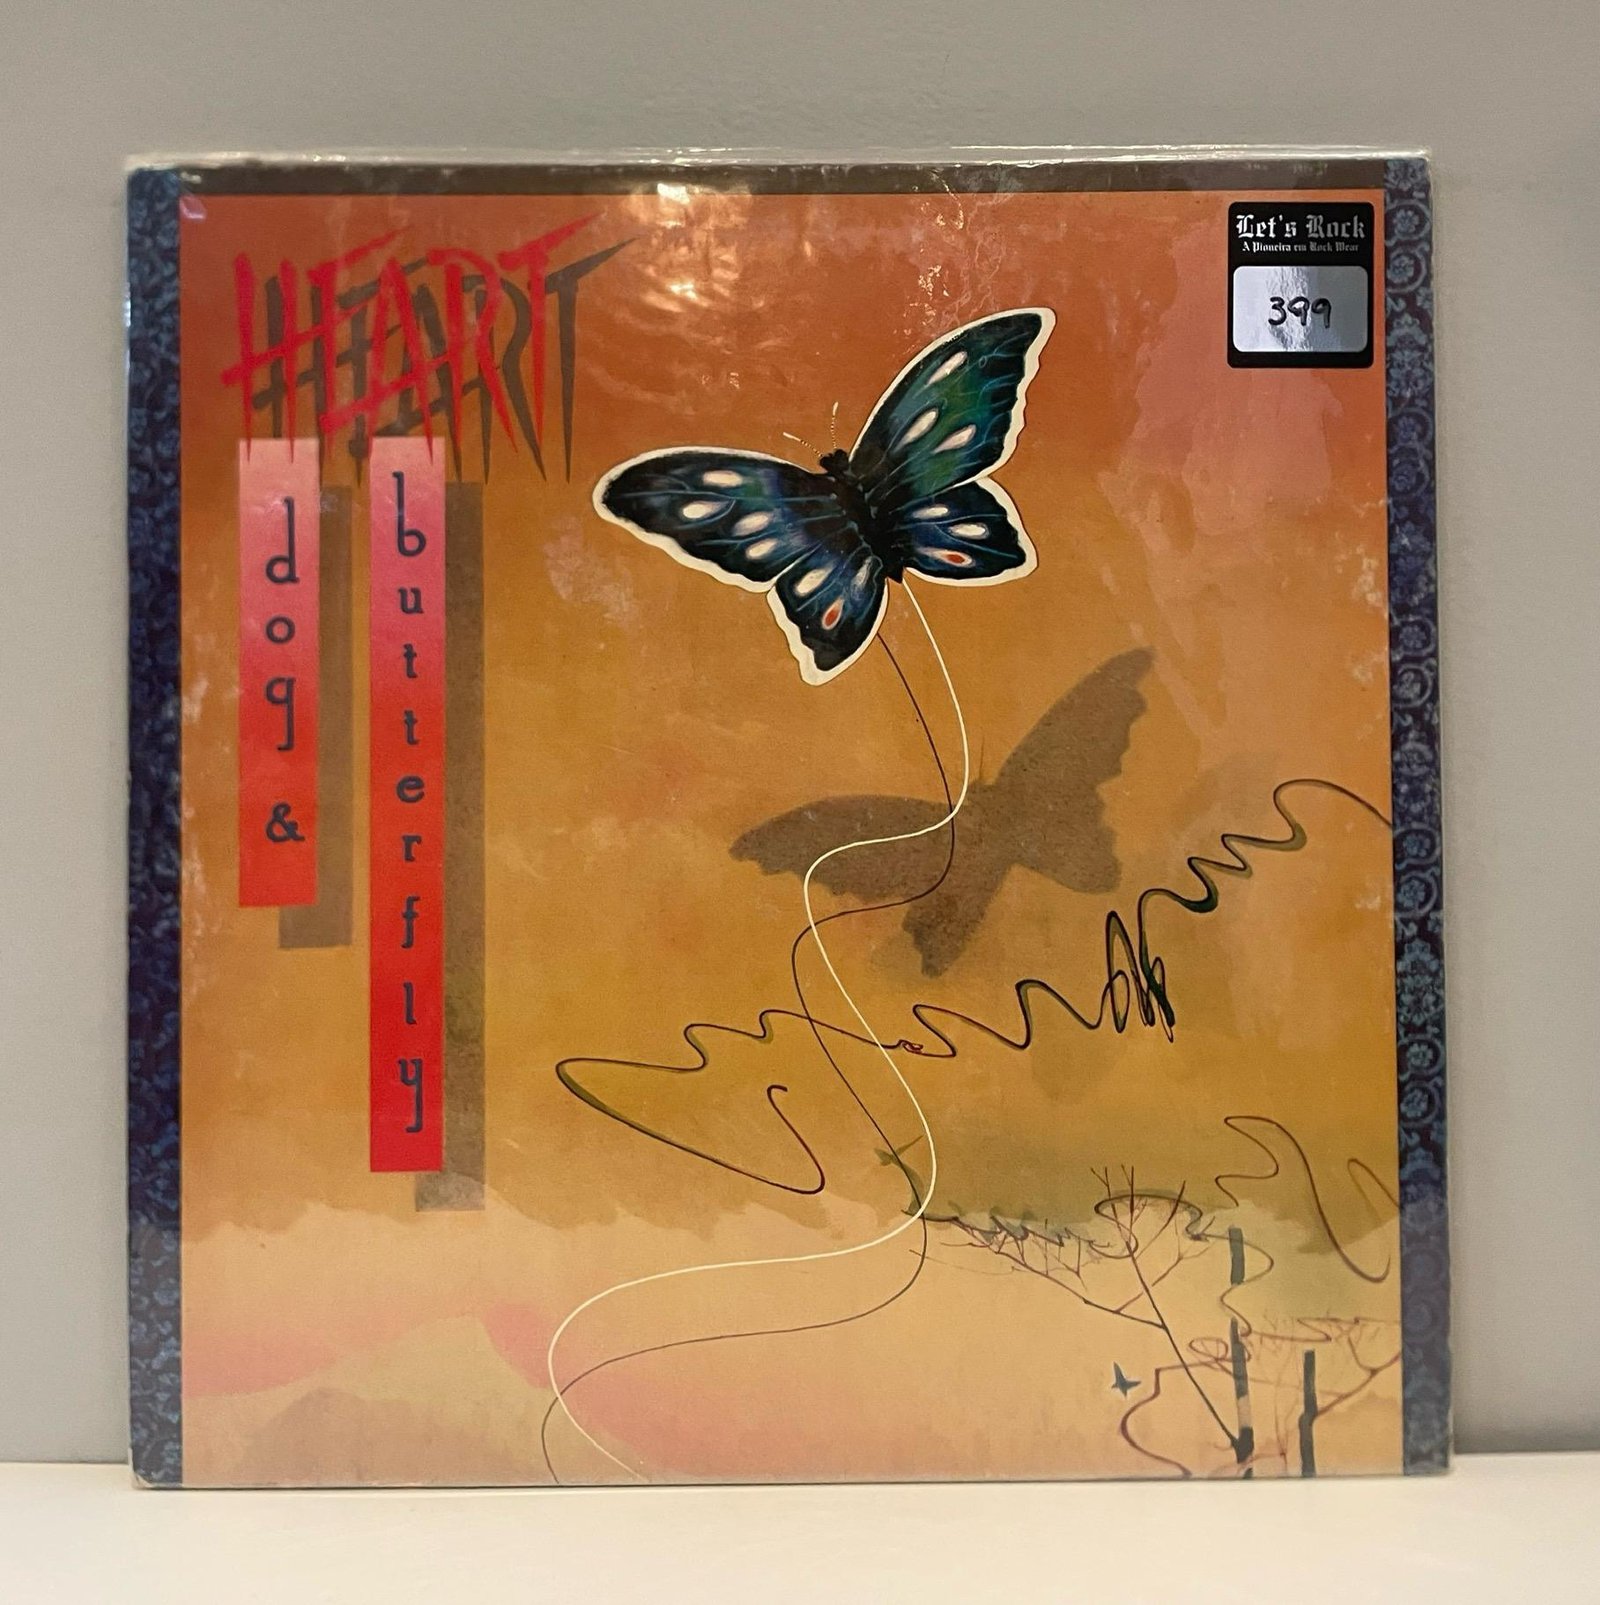 HEART
dog &
butterfly
Let's Rock
A Pioneira em Rock Wear
399